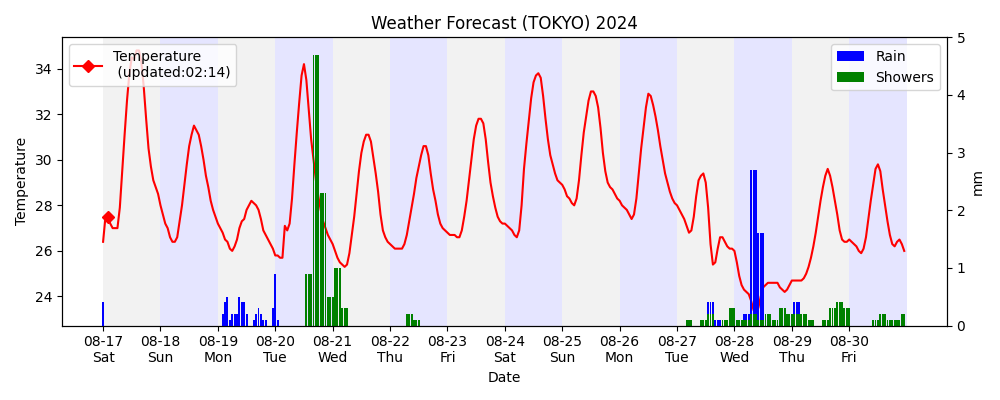 Weather Forecast (TOKYO) 2024
Temperature
(updated:02:14)
Rain
Showers
Temperature
34
32
30
28
26
24
5
4
3
2
1
0
mm
08-17 08-18 08-19 08-20 08-21 08-22 08-23 08-24 08-25 08-26 08-27 08-28 08-29 08-30
Sat Sun Mon Tue Wed Thu Fri Sat Sun Mon Tue Wed Thu Fri
Date